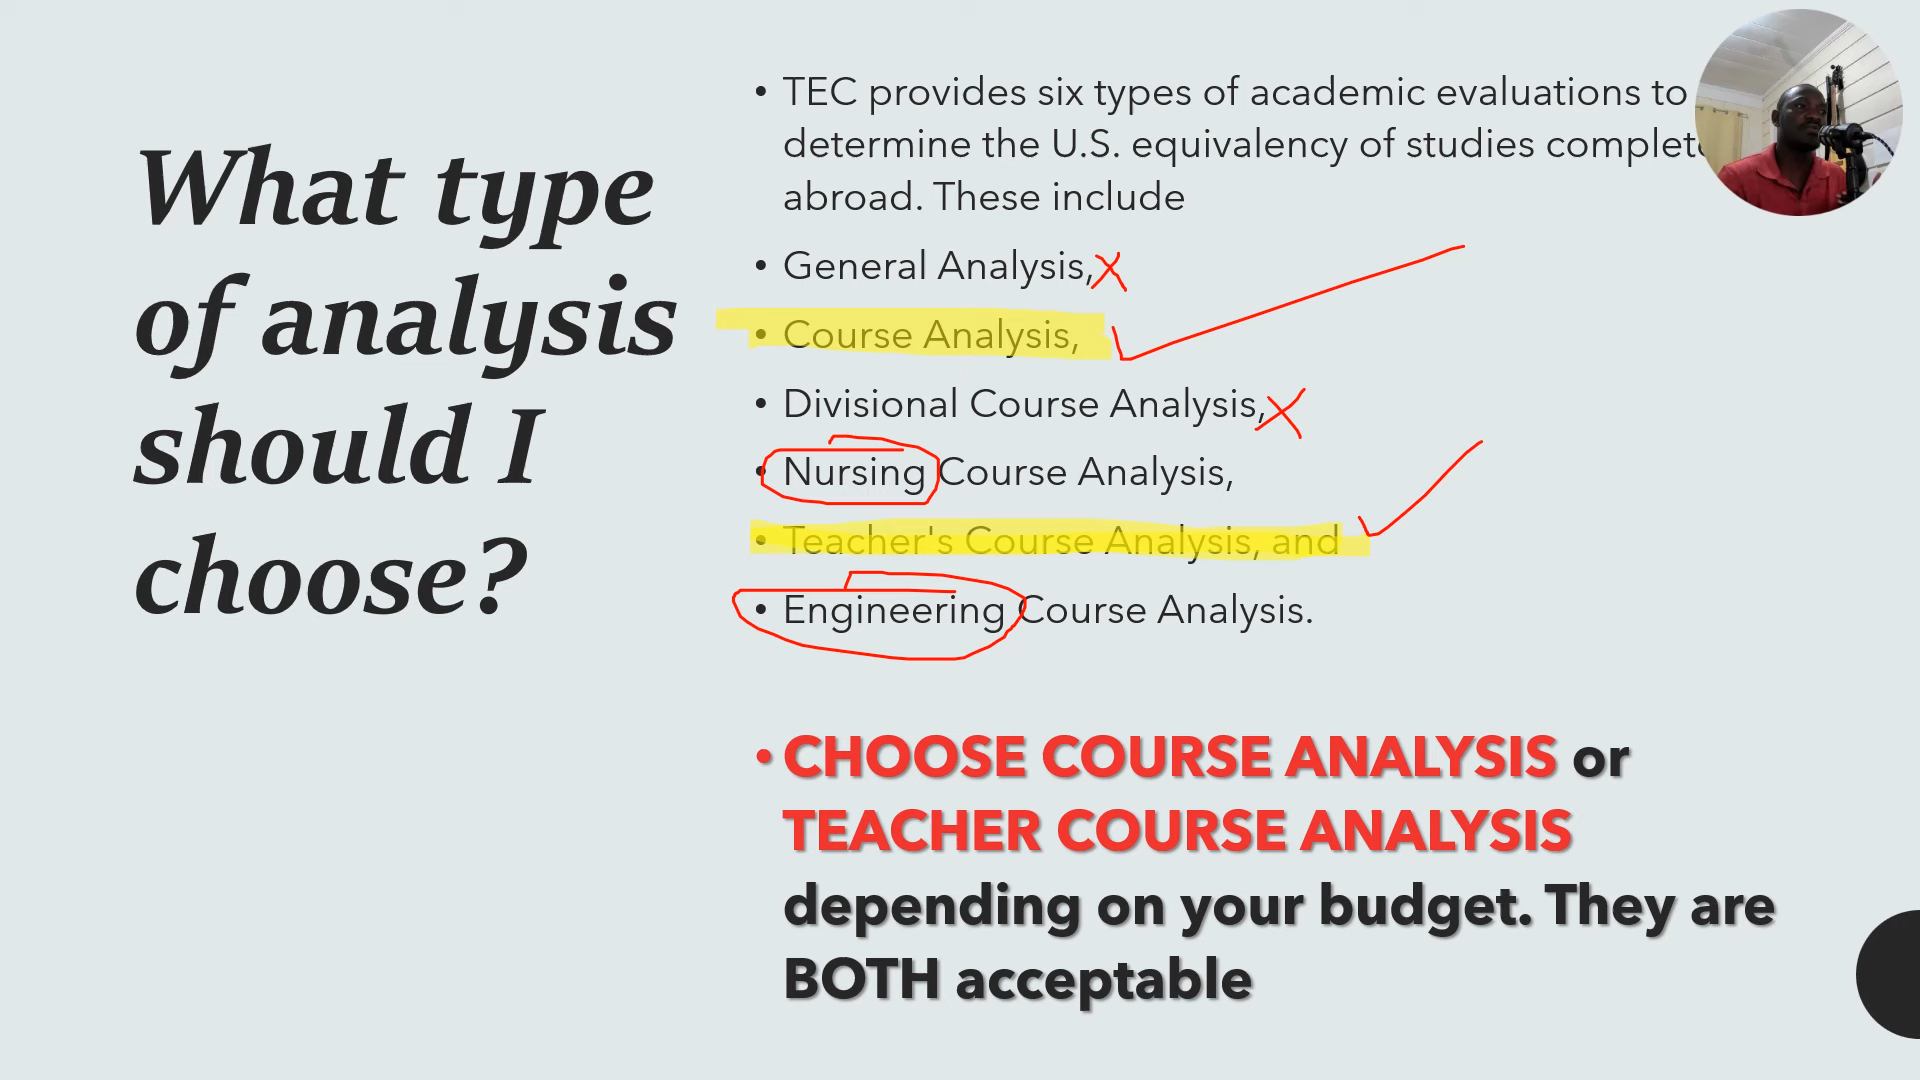 What type
of analysis
should I
choose?
• TEC provides six types of academic evaluations to
determine the U.S. equivalency of studies
abroad. These include
• General Analysis,
• Course Analysis,
• Divisional Course Analysis,
• Nursing Course Analysis,
• Teacher's Course Analysis, and
• Engineering Course Analysis.
• CHOOSE COURSE ANALYSIS or
TEACHER COURSE ANALYSIS
depending on your budget. They are
BOTH acceptable